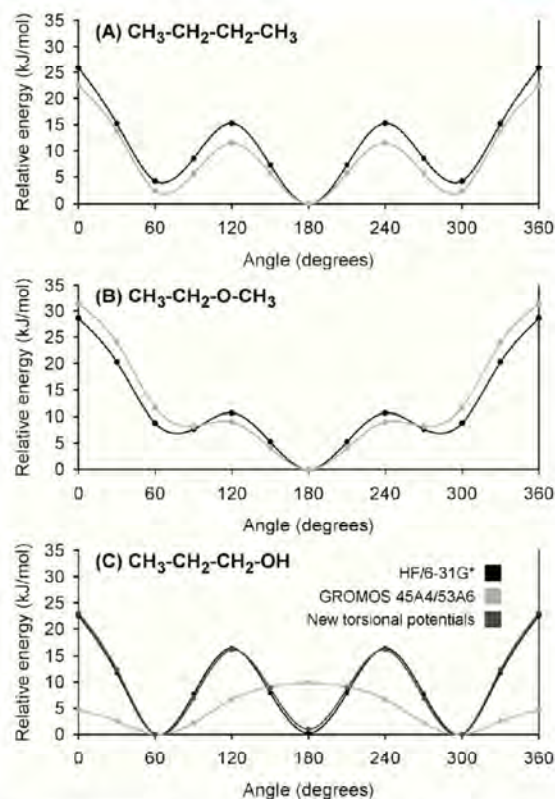 (A) CH3-CH2-CH2-CH3
Relative energy (kJ/mol)
35
30
25
20
15
10
5
0
0 60 120 180 240 300 360
Angle (degrees)
(B) CH3-CH2-O-CH3
Relative energy (kJ/mol)
35
30
25
20
15
10
5
0
0 60 120 180 240 300 360
Angle (degrees)
(C) CH3-CH2-CH2-OH
HF/6-31G*
GROMOS 45A4/53A6
New torsional potentials
Relative energy (kJ/mol)
35
30
25
20
15
10
5
0
0 60 120 180 240 300 360
Angle (degrees)